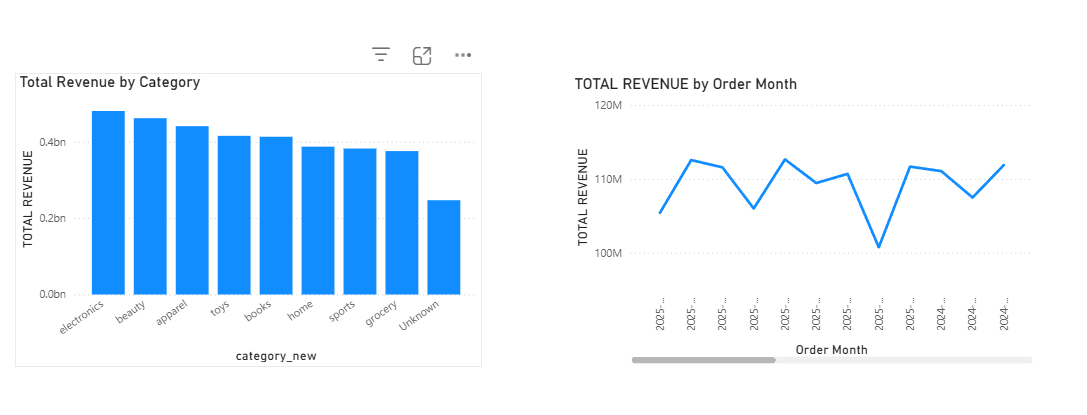 Total Revenue by Category
TOTAL REVENUE
0.4bn
0.2bn
0.0bn
electronics
beauty
apparel
toys
books
home
sports
grocery
Unknown
category_new
TOTAL REVENUE by Order Month
TOTAL REVENUE
120M
110M
100M
2025-...
2025-...
2025-...
2025-...
2025-...
2025-...
2025-...
2025-...
2025-...
2024-...
2024-...
2024-...
Order Month